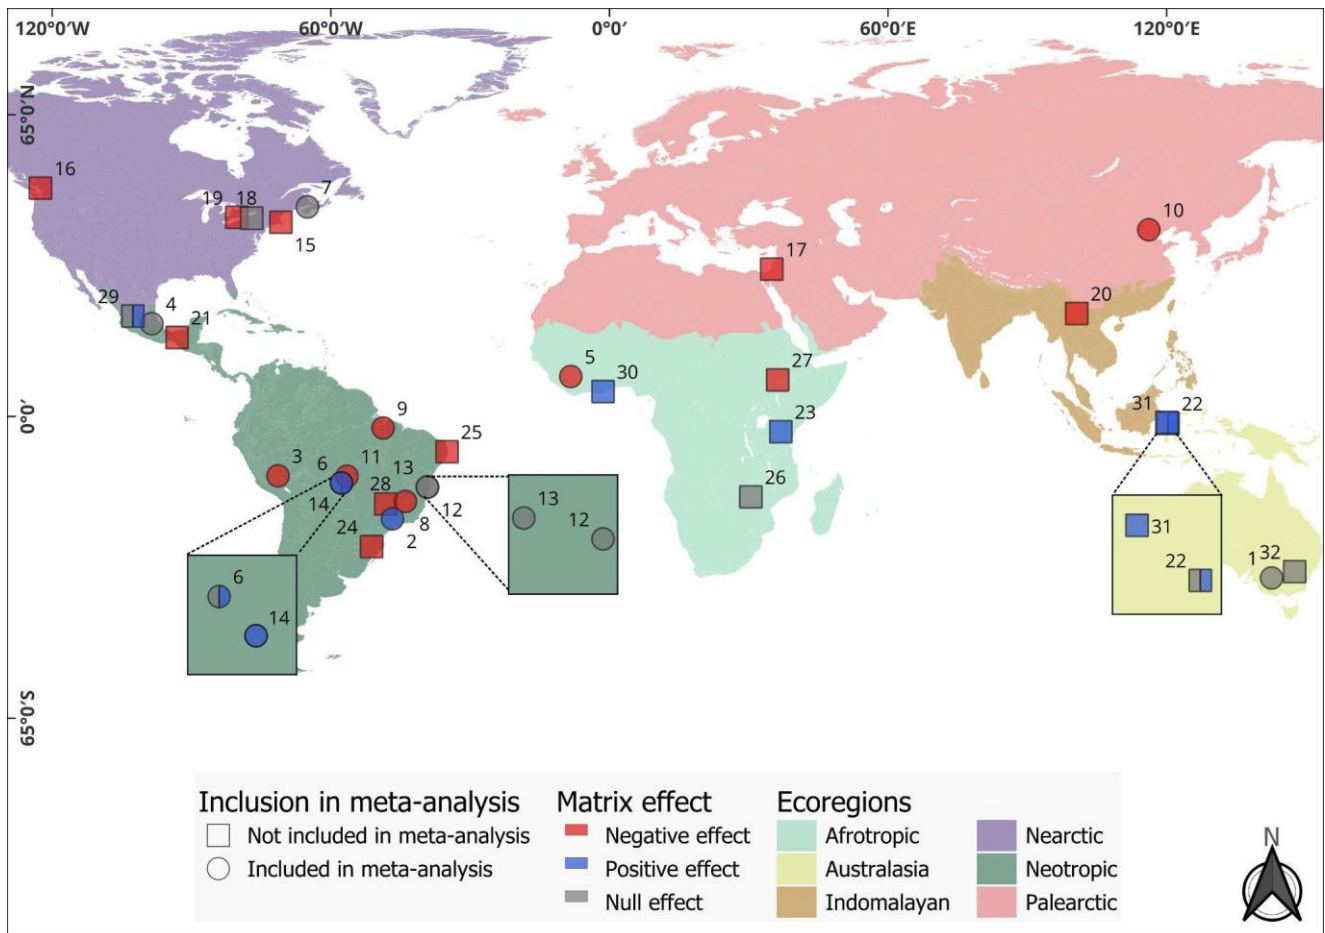 120°0'W 60°0'W 0°0' 60°0'E 120°0'E
65°0'N
16
19 18 7
15
10
17
29 4 21
20
5 30
27
23
31 22
9
25
3 6 11 13
28
14 12
8
24 2
26
13
12
31
22
1 32
6
14
0°0'
65°0'S
Inclusion in meta-analysis
Not included in meta-analysis
Included in meta-analysis
Matrix effect
Negative effect
Positive effect
Null effect
Ecoregions
Afrotropic
Australasia
Indomalayan
Nearctic
Neotropic
Palearctic
N